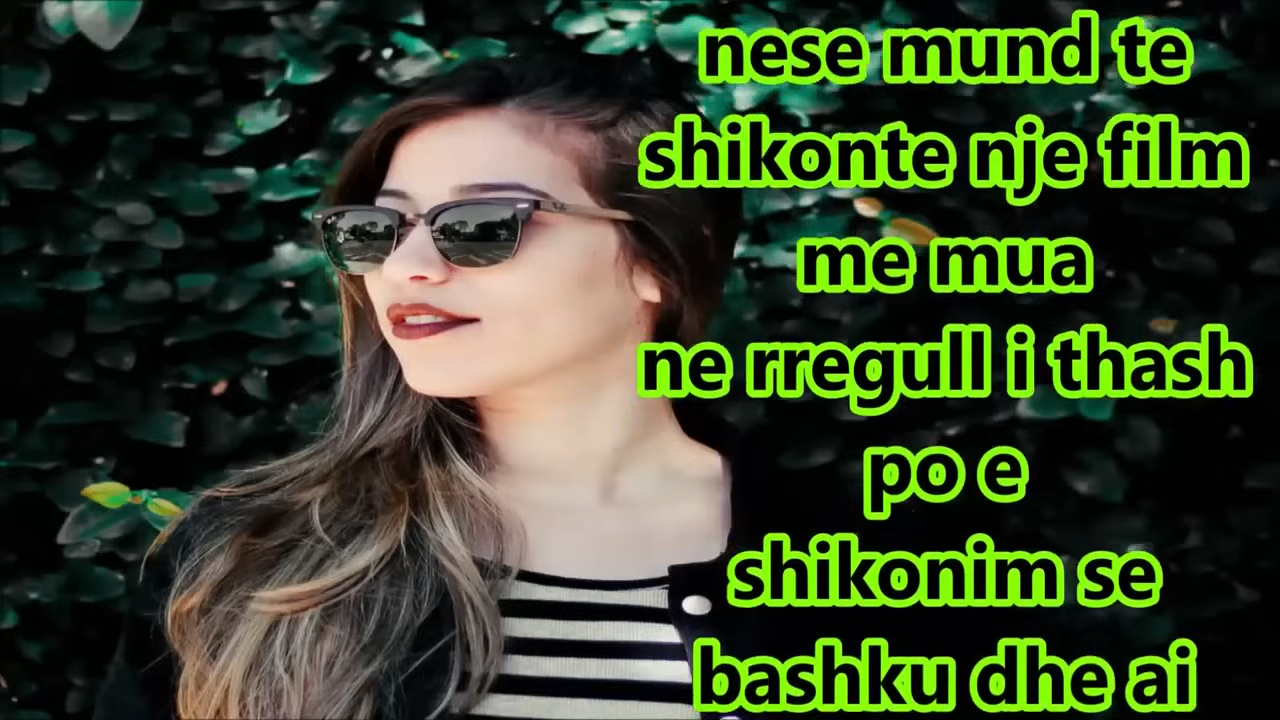 nese mund te
shikonte nje film
me mua
ne rregull i thash
po e
shikonim se
bashku dhe ai